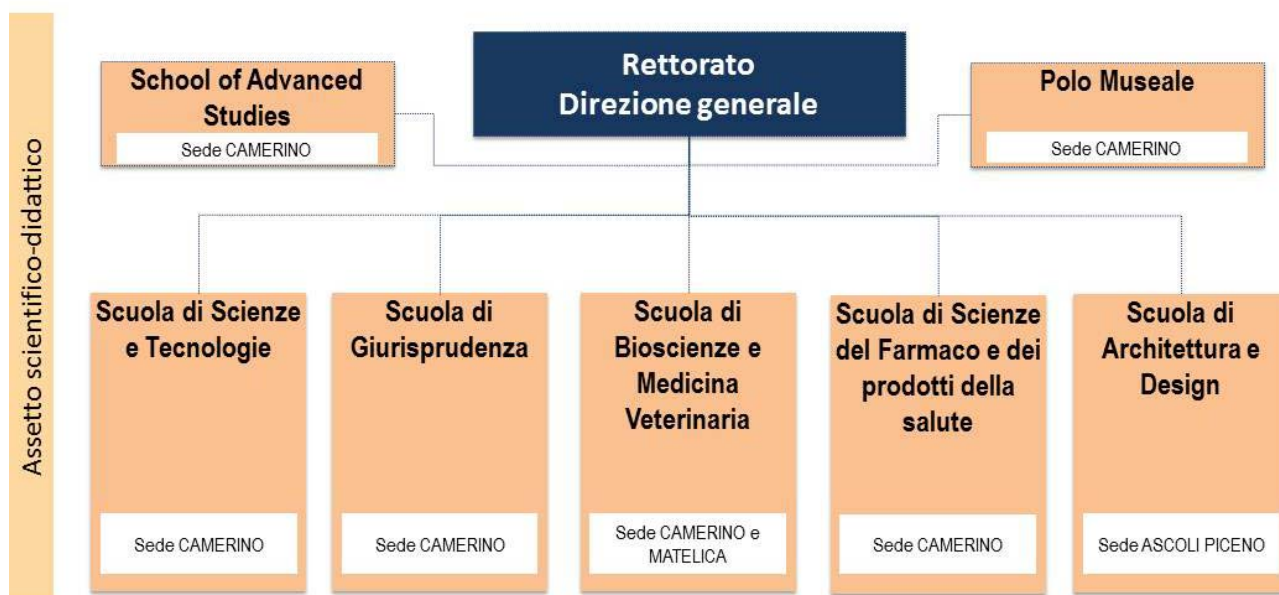 Assetto scientifico-didattico
Rettorato
Direzione generale
School of Advanced
Studies
Sede CAMERINO
Polo Museale
Sede CAMERINO
Scuola di Scienze
e Tecnologie
Sede CAMERINO
Scuola di
Giurisprudenza
Sede CAMERINO
Scuola di
Bioscienze e
Medicina
Veterinaria
Sede CAMERINO e
MATELICA
Scuola di Scienze
del Farmaco e dei
prodotti della
salute
Sede CAMERINO
Scuola di
Architettura e
Design
Sede ASCOLI PICENO